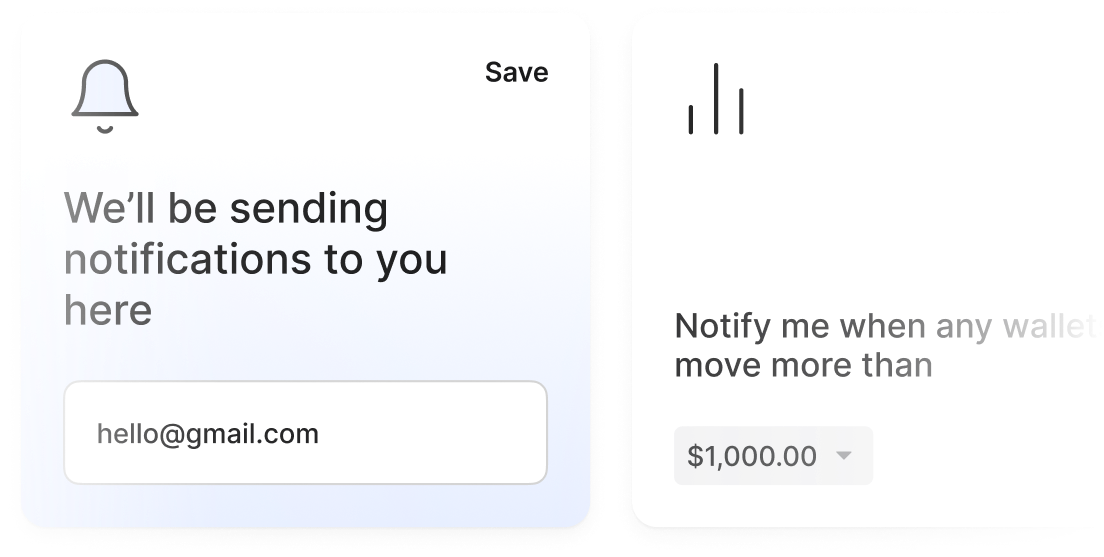 Save
We’ll be sending
notifications to you
here
hello@gmail.com
Notify me when any wallet
move more than
$1,000.00